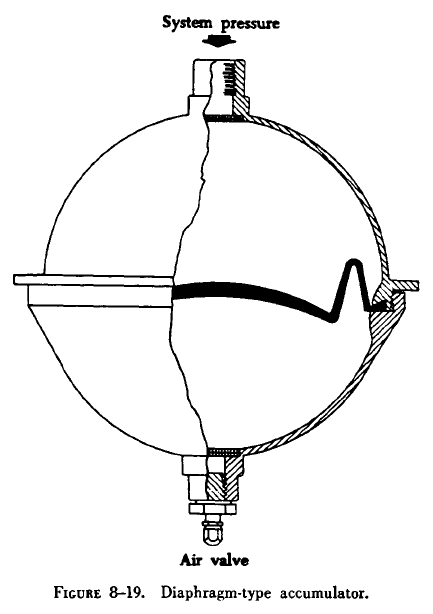 System pressure
Air valve
FIGURE 8–19. Diaphragm-type accumulator.